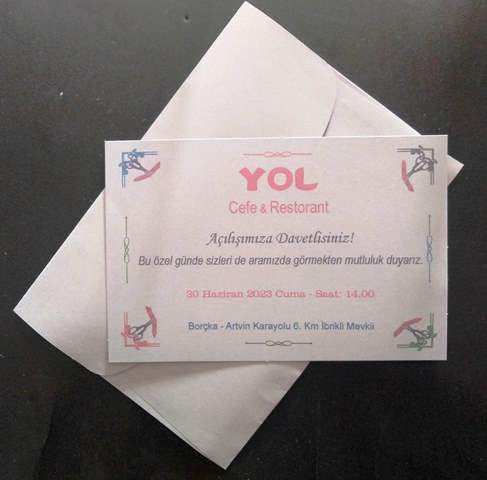 YOL
Cefe & Restorant
Açılışımıza Davetlisiniz!
Bu özel günde sizleri de aramızda görmekten mutluluk duyarız.
30 Haziran 2023 Cuma - Saat: 14.00
Borçka - Artvin Karayolu 6. Km İbrikli Mevkii